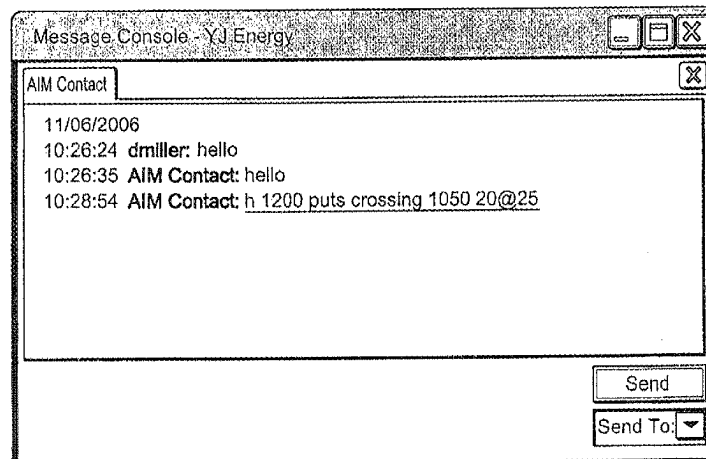 Message Console - YJ Energy
AIM Contact
11/06/2006
10:26:24 dmiller: hello
10:26:35 AIM Contact: hello
10:28:54 AIM Contact: h 1200 puts crossing 1050 20@25
Send
Send To: